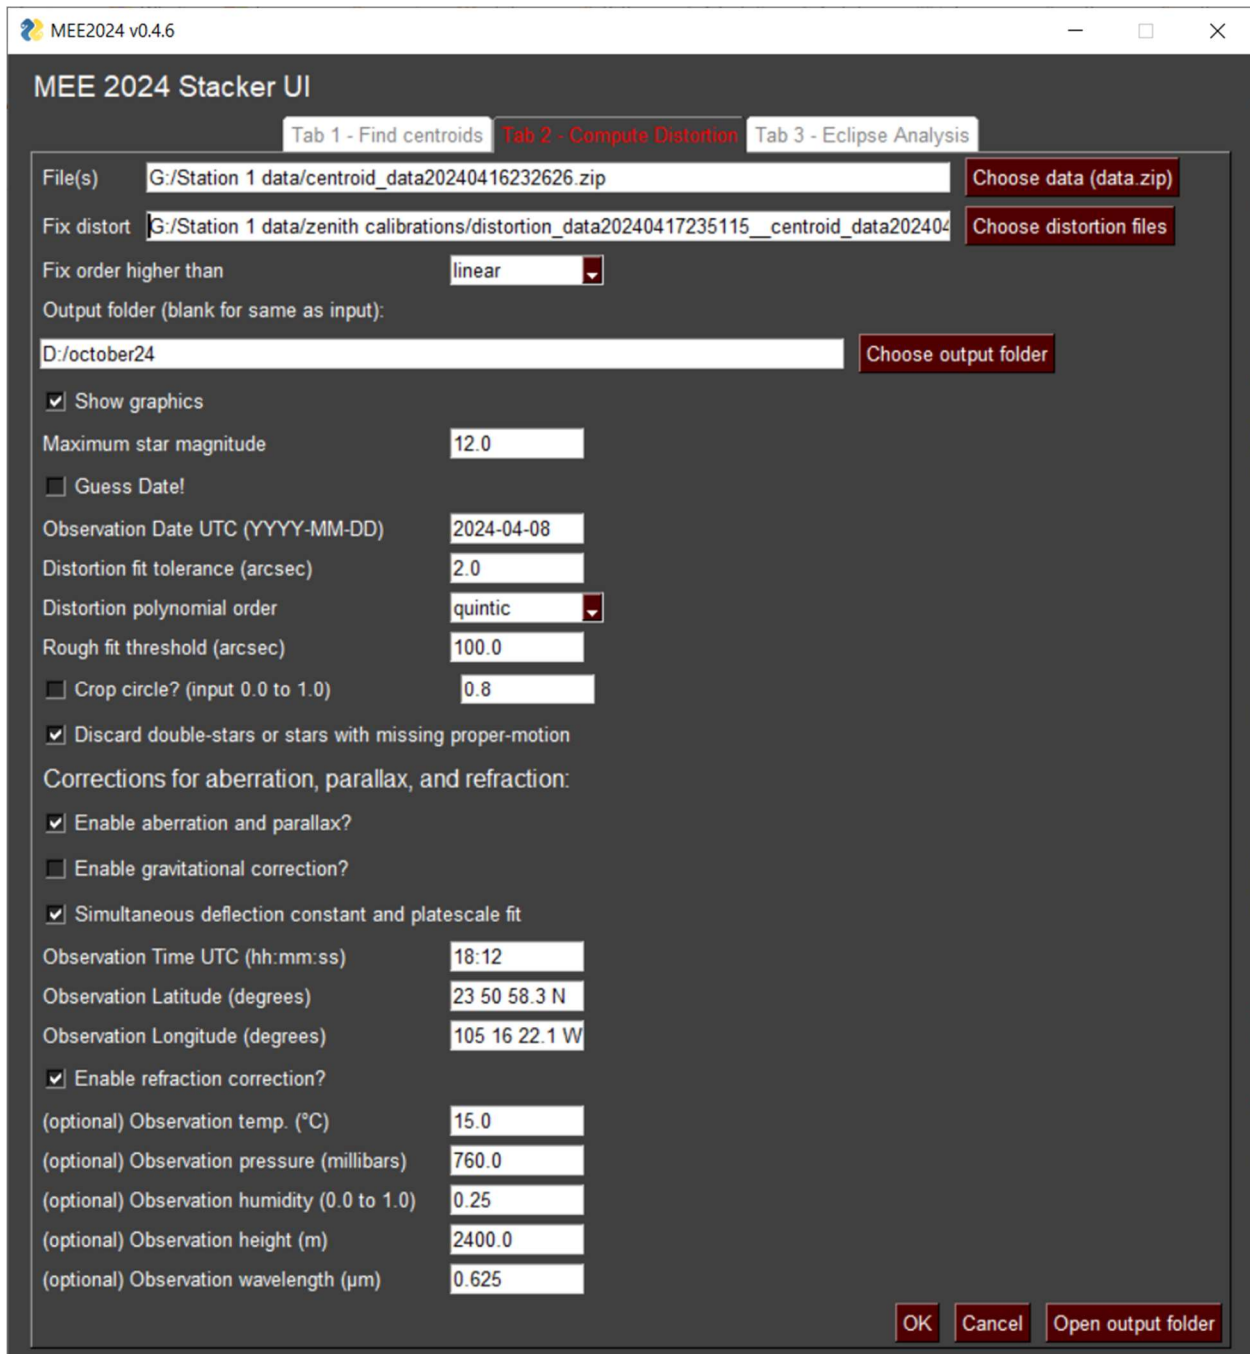 MEE2024 v0.4.6
MEE 2024 Stacker UI
Tab 1 - Find centroids Tab 2 - Compute Distortion Tab 3 - Eclipse Analysis
File(s) G:/Station 1 data/centroid_data20240416232626.zip Choose data (data.zip)
Fix distort G:/Station 1 data/zenith calibrations/distortion_data20240417235115__centroid_data202404 Choose distortion files
Fix order higher than linear
Output folder (blank for same as input):
D:/october24 Choose output folder
Show graphics
Maximum star magnitude 12.0
Guess Date!
Observation Date UTC (YYYY-MM-DD) 2024-04-08
Distortion fit tolerance (arcsec) 2.0
Distortion polynomial order quintic
Rough fit threshold (arcsec) 100.0
Crop circle? (input 0.0 to 1.0) 0.8
Discard double-stars or stars with missing proper-motion
Corrections for aberration, parallax, and refraction:
Enable aberration and parallax?
Enable gravitational correction?
Simultaneous deflection constant and platescale fit
Observation Time UTC (hh:mm:ss) 18:12
Observation Latitude (degrees) 23 50 58.3 N
Observation Longitude (degrees) 105 16 22.1 W
Enable refraction correction?
(optional) Observation temp. (°C) 15.0
(optional) Observation pressure (millibars) 760.0
(optional) Observation humidity (0.0 to 1.0) 0.25
(optional) Observation height (m) 2400.0
(optional) Observation wavelength (μm) 0.625
OK Cancel Open output folder